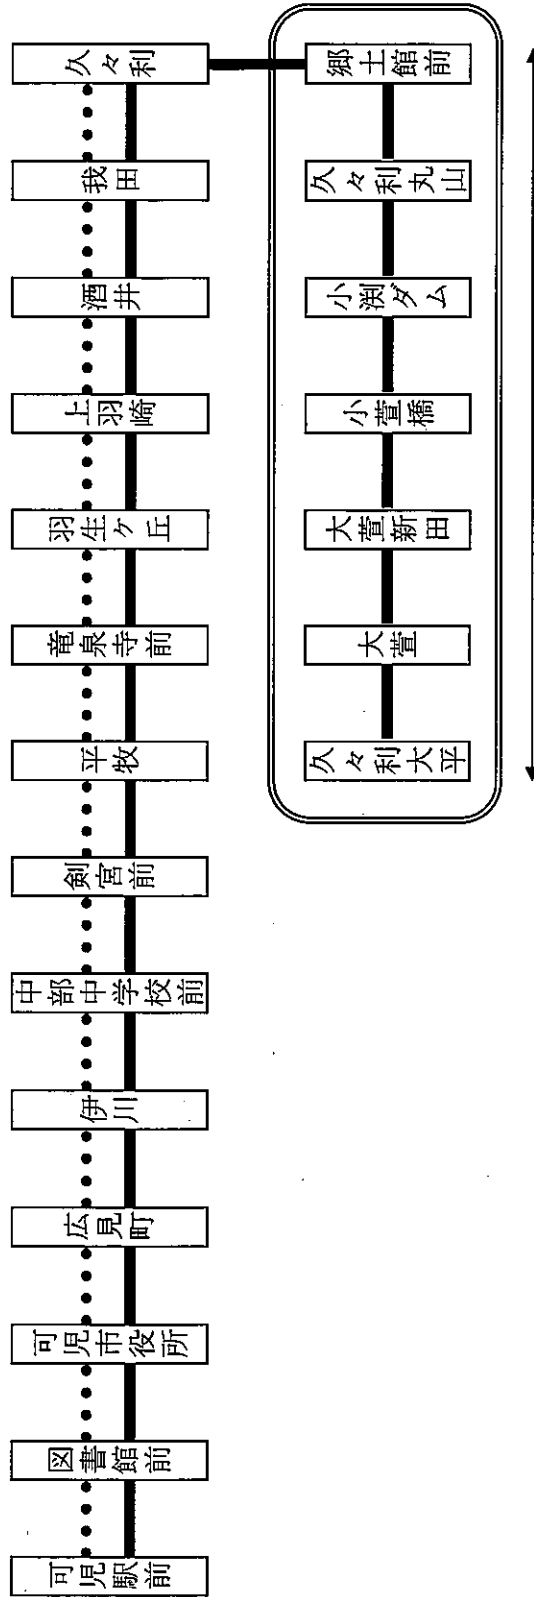 久々利
我田
酒井
上羽崎
羽生ケ丘
竜泉寺前
平牧
剣宮前
中部中学校前
伊川
広見町
可児市役所
図書館前
可児駅前
郷土館前
久々利丸山
小渕ダム
小萱橋
大萱新田
大萱
久々利大平